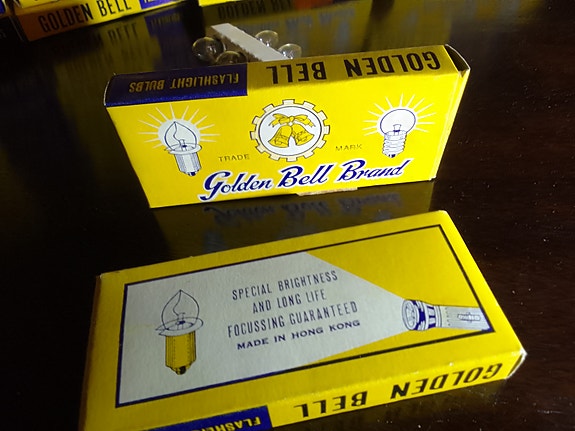 GOLDEN BELL
FLASHLIGHT BULBS
GOLDEN BELL
TRADE MARK
Golden Bell Brand
SPECIAL BRIGHTNESS
AND LONG LIFE
FOCUSSING GUARANTEED
MADE IN HONG KONG
FLASHLIGHT
GOLDEN BELL